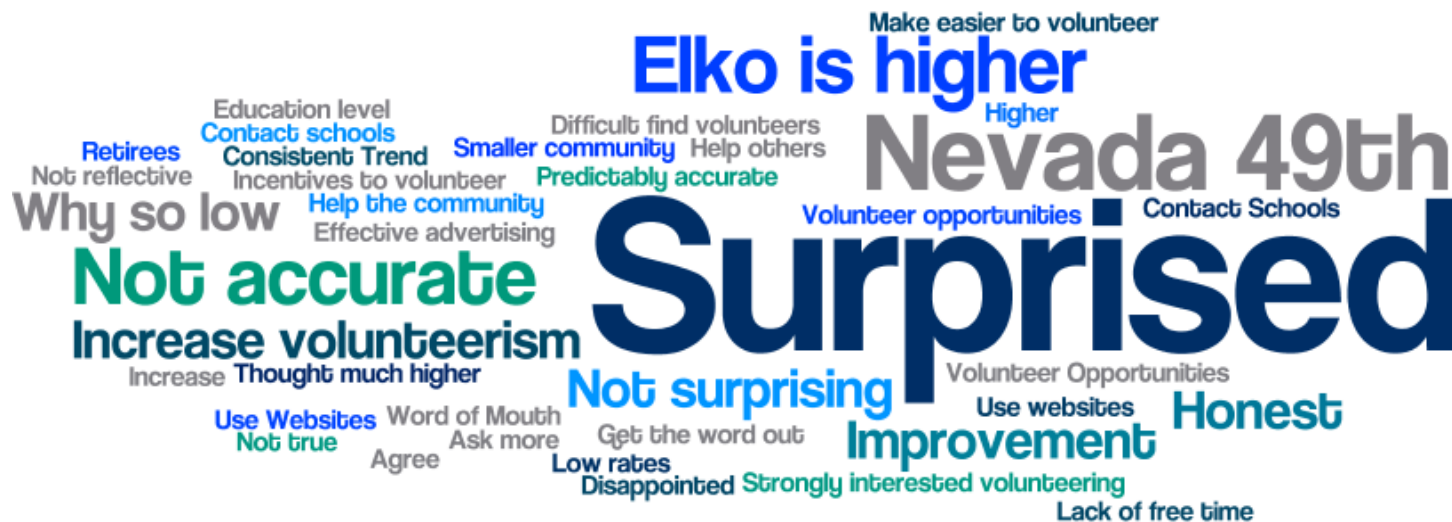 Make easier to volunteer
Elko is higher
Education level
Higher
Contact schools
Difficult find volunteers
Nevada 49th
Retirees
Consistent Trend
Smaller community
Help others
Not reflective
Incentives to volunteer
Predictably accurate
Why so low
Help the community
Volunteer opportunities
Contact Schools
Effective advertising
Surprised
Not accurate
Increase volunteerism
Increase
Thought much higher
Not surprising
Volunteer Opportunities
Use Websites
Word of Mouth
Use websites
Honest
Not true
Ask more
Get the word out
Improvement
Agree
Low rates
Disappointed
Strongly interested volunteering
Lack of free time